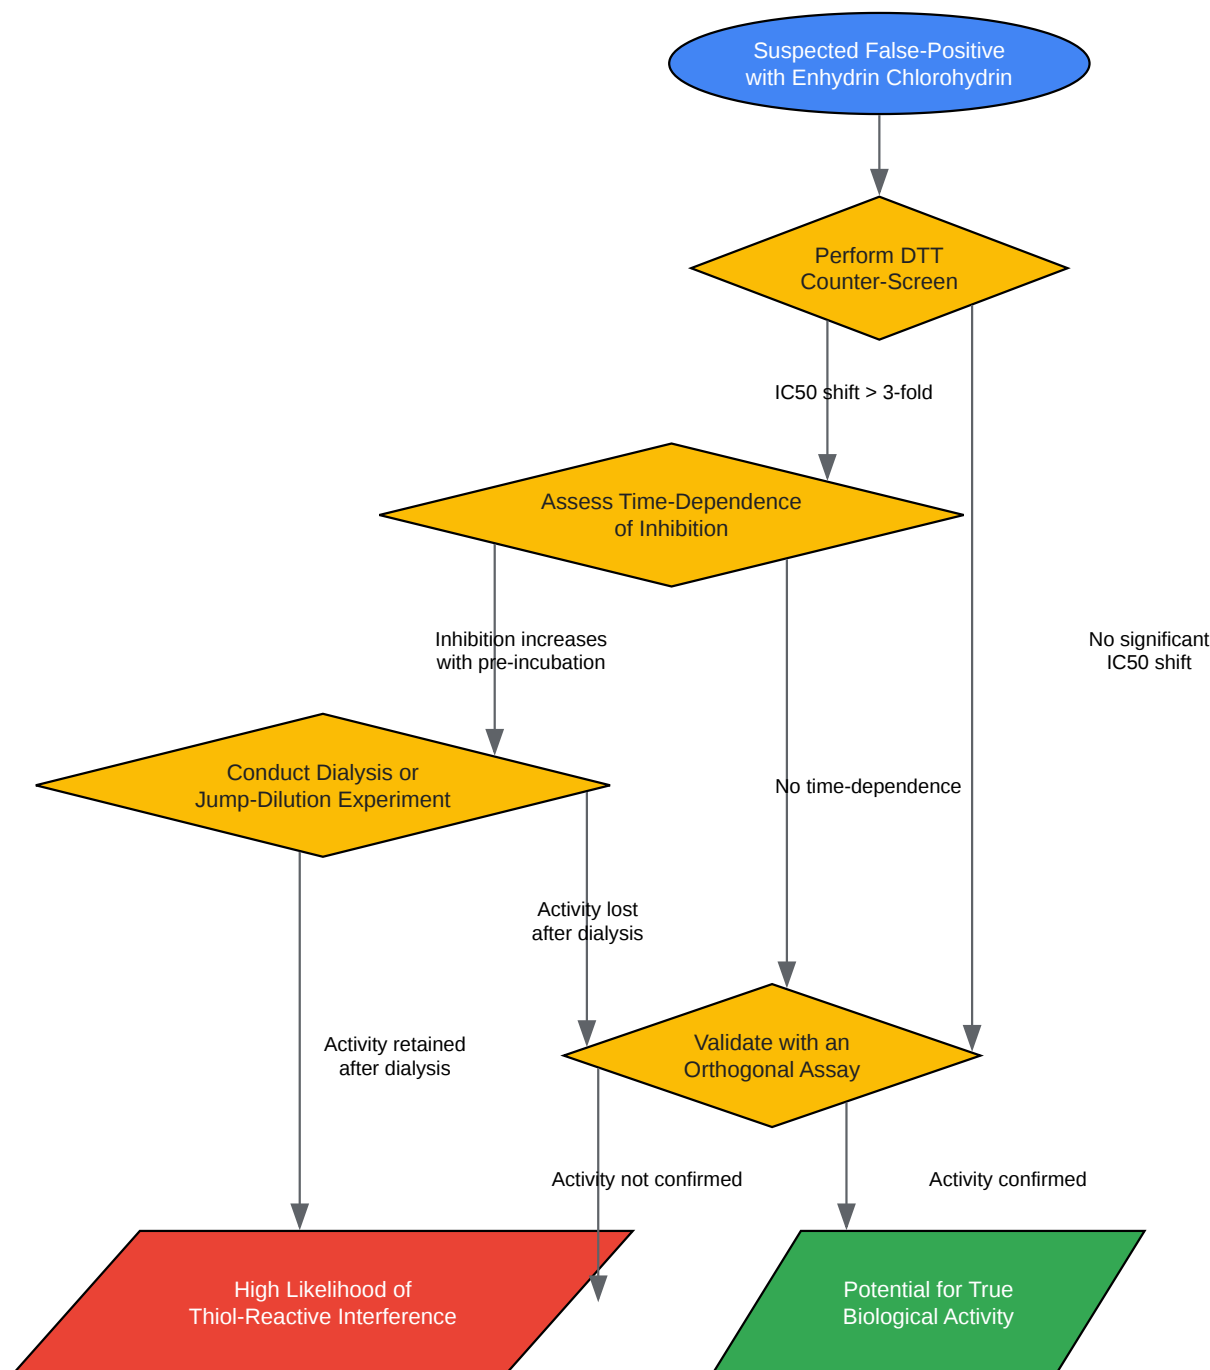 Suspected False-Positive
with Enhydrin Chlorohydrin
Perform DTT
Counter-Screen
IC50 shift > 3-fold
Assess Time-Dependence
of Inhibition
Inhibition increases
with pre-incubation
No significant
IC50 shift
Conduct Dialysis or
Jump-Dilution Experiment
No time-dependence
Activity lost
after dialysis
Activity retained
after dialysis
Validate with an
Orthogonal Assay
Activity not confirmed
Activity confirmed
High Likelihood of
Thiol-Reactive Interference
Potential for True
Biological Activity